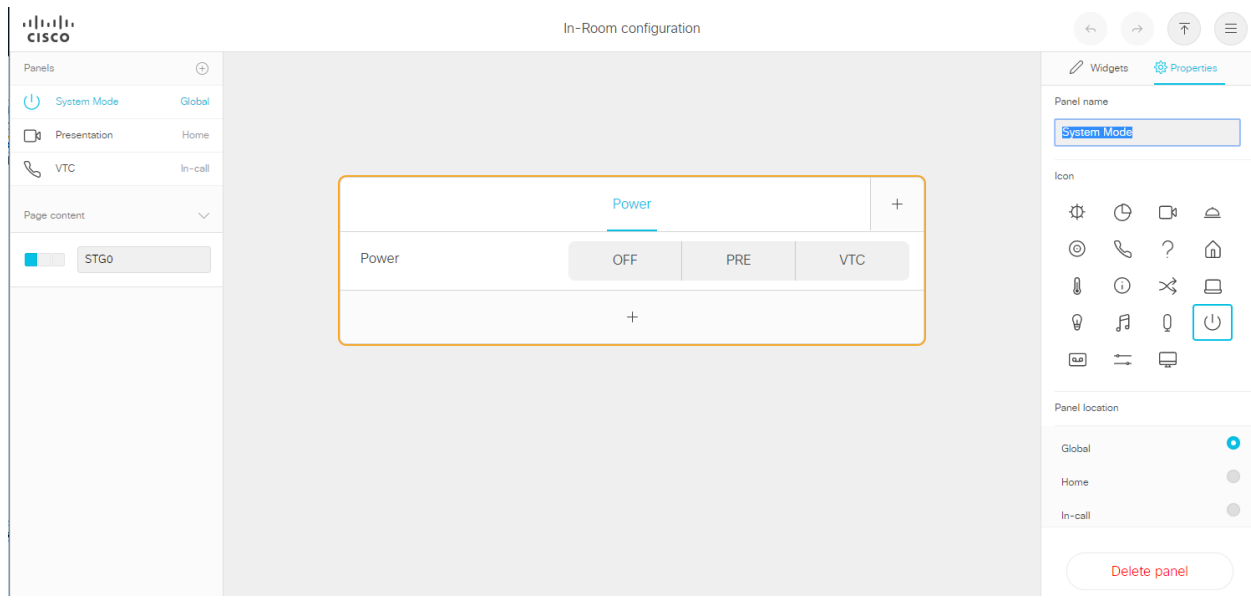 CISCO
In-Room configuration
Panels
System Mode Global
Presentation Home
VTC In-call
Page content
STG0
Power
Power OFF PRE VTC
Widgets Properties
Panel name
System Mode
Icon
Panel location
Global
Home
In-call
Delete panel